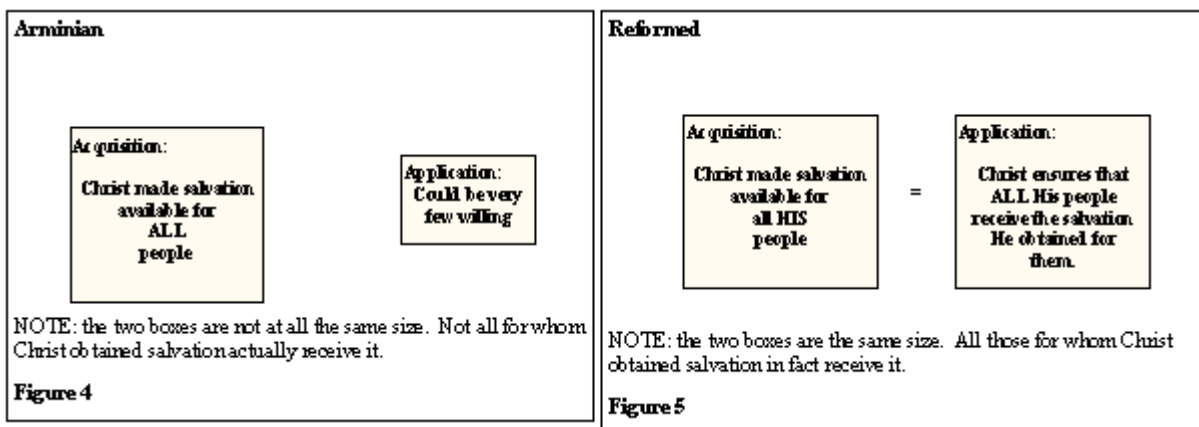 Arminian
Acquisition:
Christ made salvation
available for
ALL
people
Application:
Could be very
few willing
NOTE: the two boxes are not at all the same size. Not all for whom
Christ obtained salvation actually receive it.
Figure 4
Reformed
Acquisition:
Christ made salvation
available for
all HIS
people
=
Application:
Christ ensures that
ALL His people
receive the salvation
He obtained for
them.
NOTE: the two boxes are the same size. All those for whom Christ
obtained salvation in fact receive it.
Figure 5